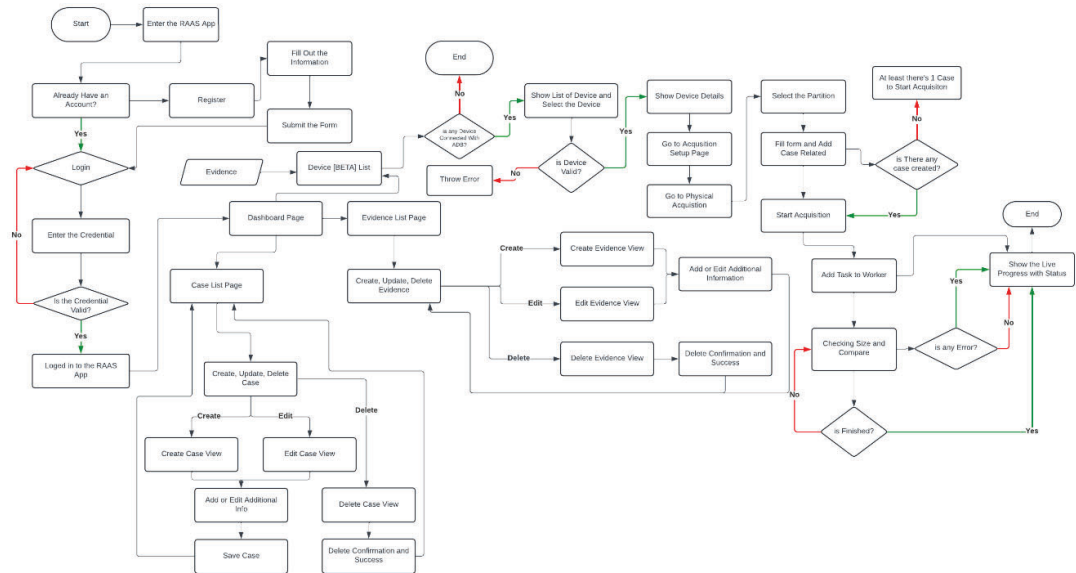 Start
Enter the RAAS App
Already Have an
Account?
Register
Fill Out the
Information
Submit the Form
Yes
Login
Enter the Credential
No
Is the Credential
Valid?
Yes
Loged in to the RAAS
App
Evidence
Device [BETA] List
Dashboard Page
Evidence List Page
Case List Page
Create, Update, Delete
Evidence
Create, Update, Delete
Case
Create
Edit
Delete
Create Case View
Edit Case View
Add or Edit Additional
Info
Save Case
Delete Case View
Delete Confirmation and
Success
End
No
is any Device
Connected With
ADB?
Yes
Show List of Device and
Select the Device
is Device
Valid?
No
Throw Error
Yes
Show Device Details
Go to Acqusition
Setup Page
Go to Physical
Acquistion
Select the Partition
Fill form and Add
Case Related
Start Acquisition
At least there's 1 Case
to Start Acquisiton
No
is There any
case created?
Yes
Create
Create Evidence View
Edit
Edit Evidence View
Add or Edit Additional
Information
Delete
Delete Evidence View
Delete Confirmation and
Success
Add Task to Worker
Checking Size and
Compare
is any Error?
Yes
No
No
is Finished?
Yes
Show the Live
Progress with Status
End